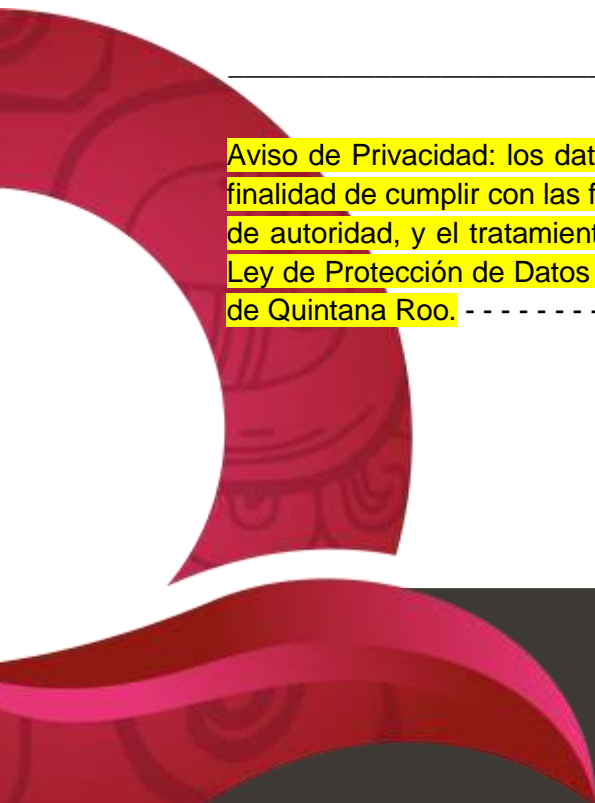 Aviso de Privacidad: los dat
finalidad de cumplir con las f
de autoridad, y el tratamient
Ley de Protección de Datos
de Quintana Roo. - - - - - - - -